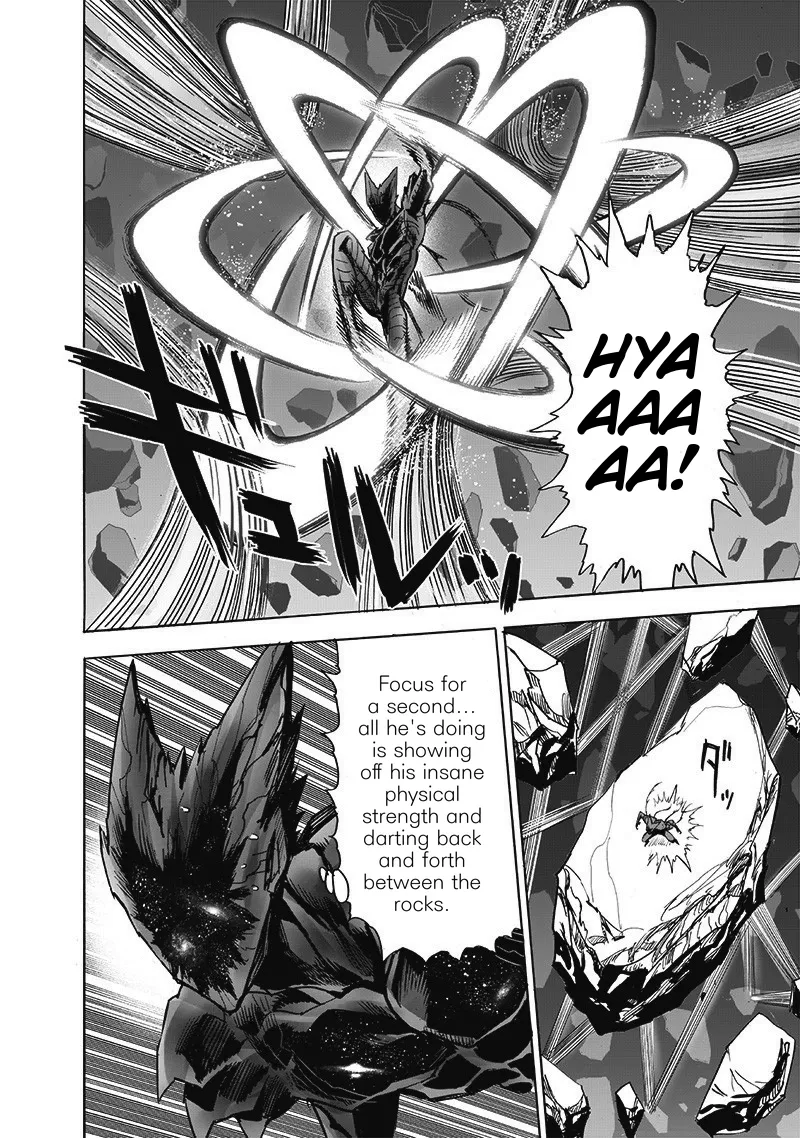 HYA
AAA
AA!
ギュルル…
ダッ
Focus for
a second...
all he's doing
is showing
off his insane
physical
strength and
darting back
and forth
between the
rocks.